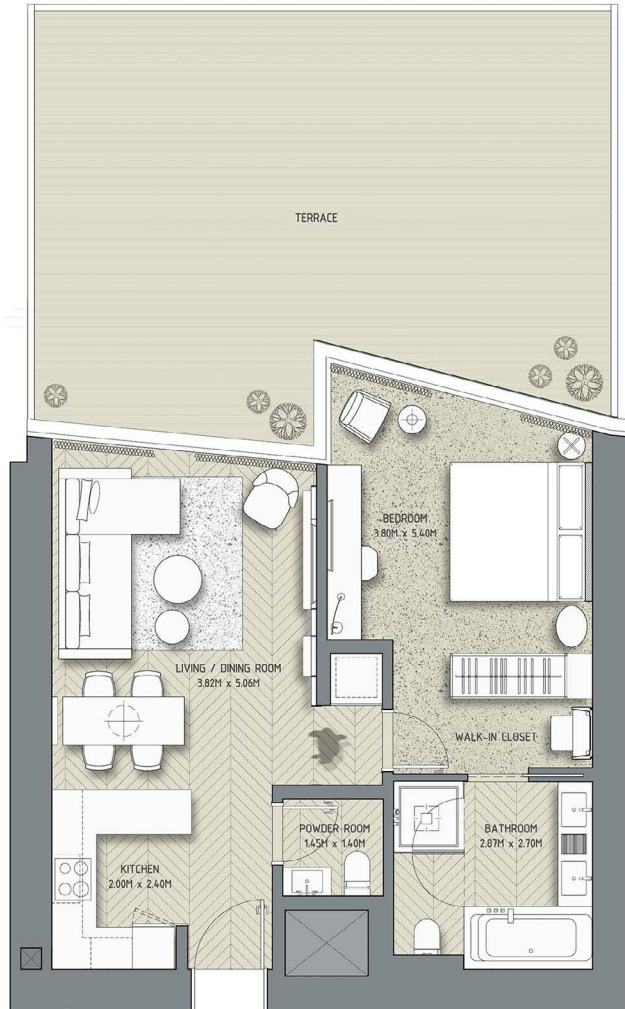 TERRACE
BEDROOM
3.80M x 5.40M
LIVING / DINING ROOM
3.82M x 5.06M
WALK-IN CLOSET
POWDER ROOM
1.45M x 1.40M
BATHROOM
2.87M x 2.70M
KITCHEN
2.00M x 2.40M